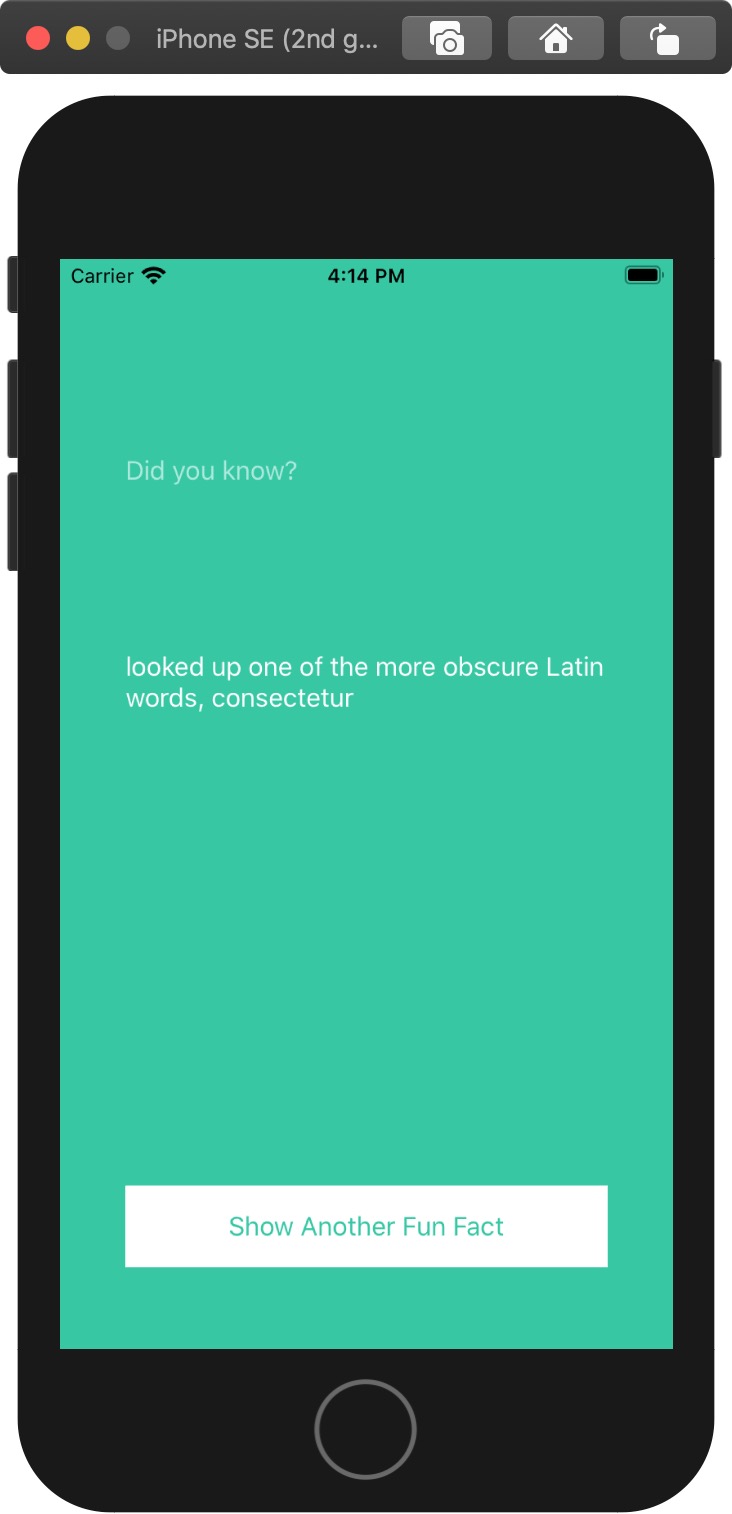 iPhone SE (2nd g...
Carrier
4:14 PM
Did you know?
looked up one of the more obscure Latin
words, consectetur
Show Another Fun Fact